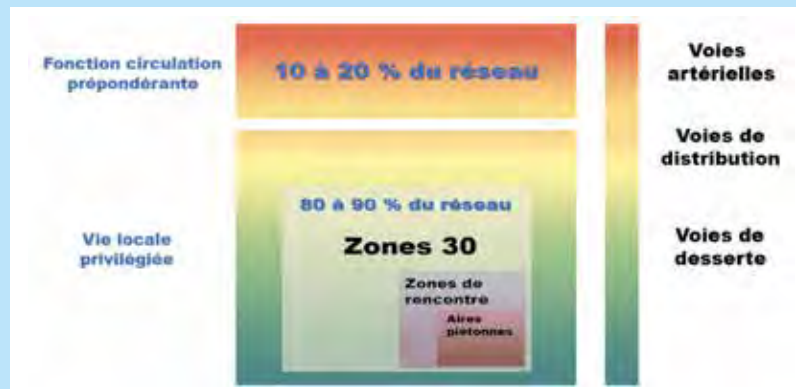 Fonction circulation
prépondérante
10 à 20 % du réseau
Voies
artérielles
Voies de
distribution
80 à 90 % du réseau
Zones 30
Vie locale
privilégiée
Voies de
desserte
Zones de
rencontre
Aires
piétonnes